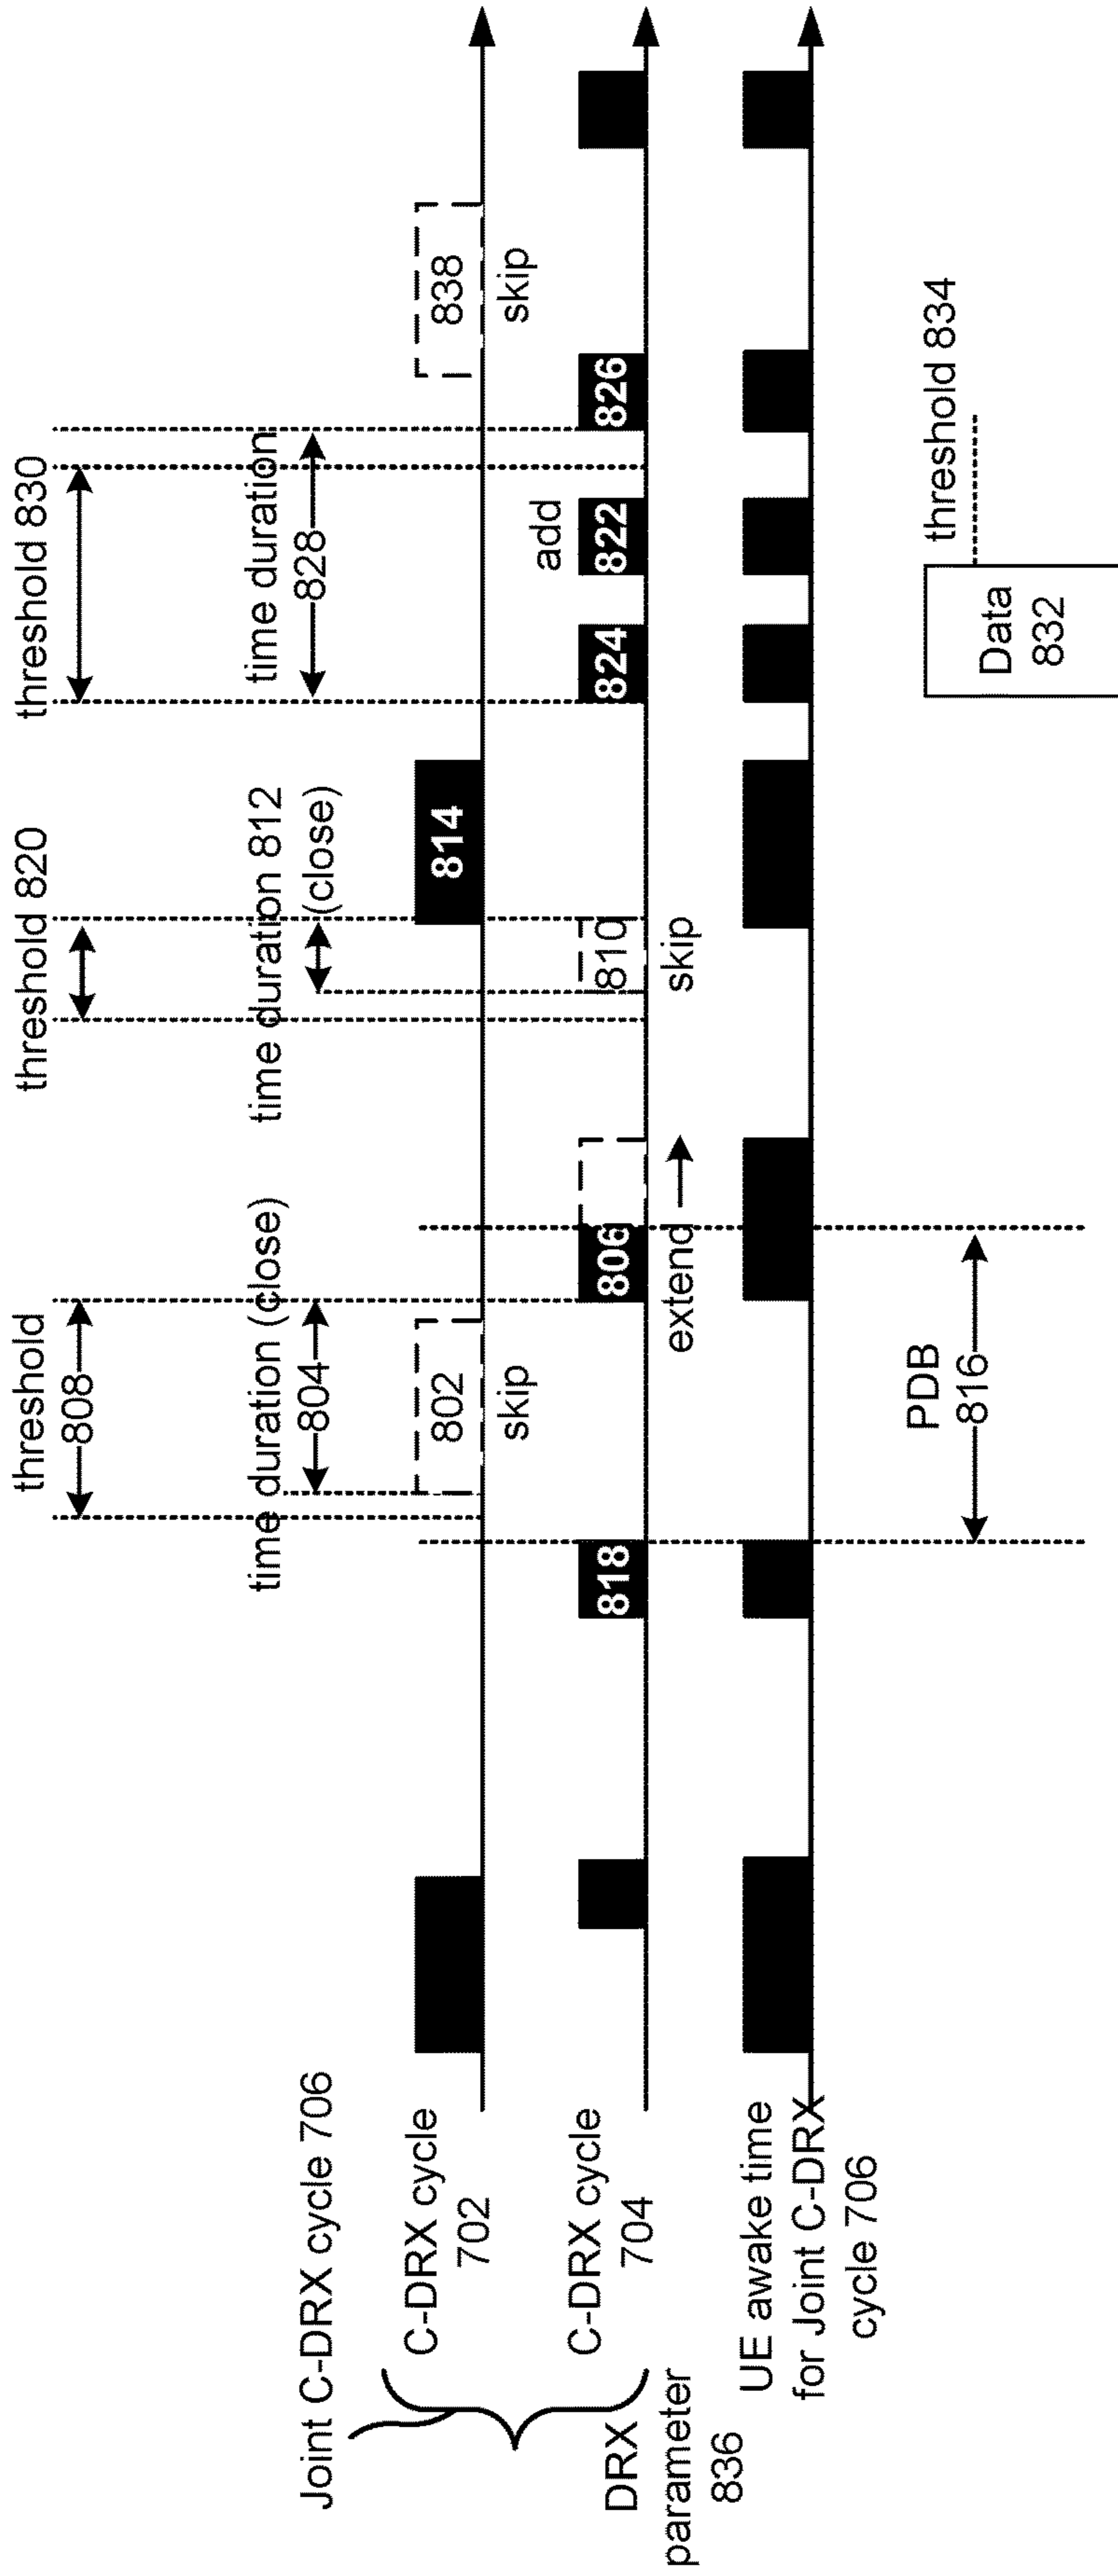 threshold
808
threshold 820
threshold 830
time duration (close)
804
time duration 812
(close)
time duration
828
Joint C-DRX cycle 706
C-DRX cycle
702
802
skip
814
838
skip
C-DRX cycle
704
818
806
extend
810
skip
824
822
add
826
DRX
parameter
836
UE awake time
for Joint C-DRX
cycle 706
PDB
816
Data
832
threshold 834